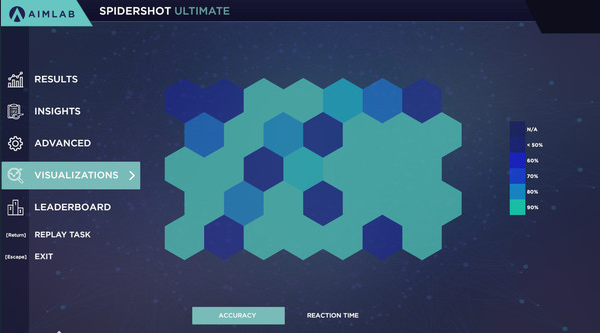 AIMLAB
SPIDERSHOT ULTIMATE
RESULTS
INSIGHTS
ADVANCED
VISUALIZATIONS
LEADERBOARD
[Return] REPLAY TASK
[Escape] EXIT
N/A
< 50%
60%
70%
80%
90%
ACCURACY
REACTION TIME